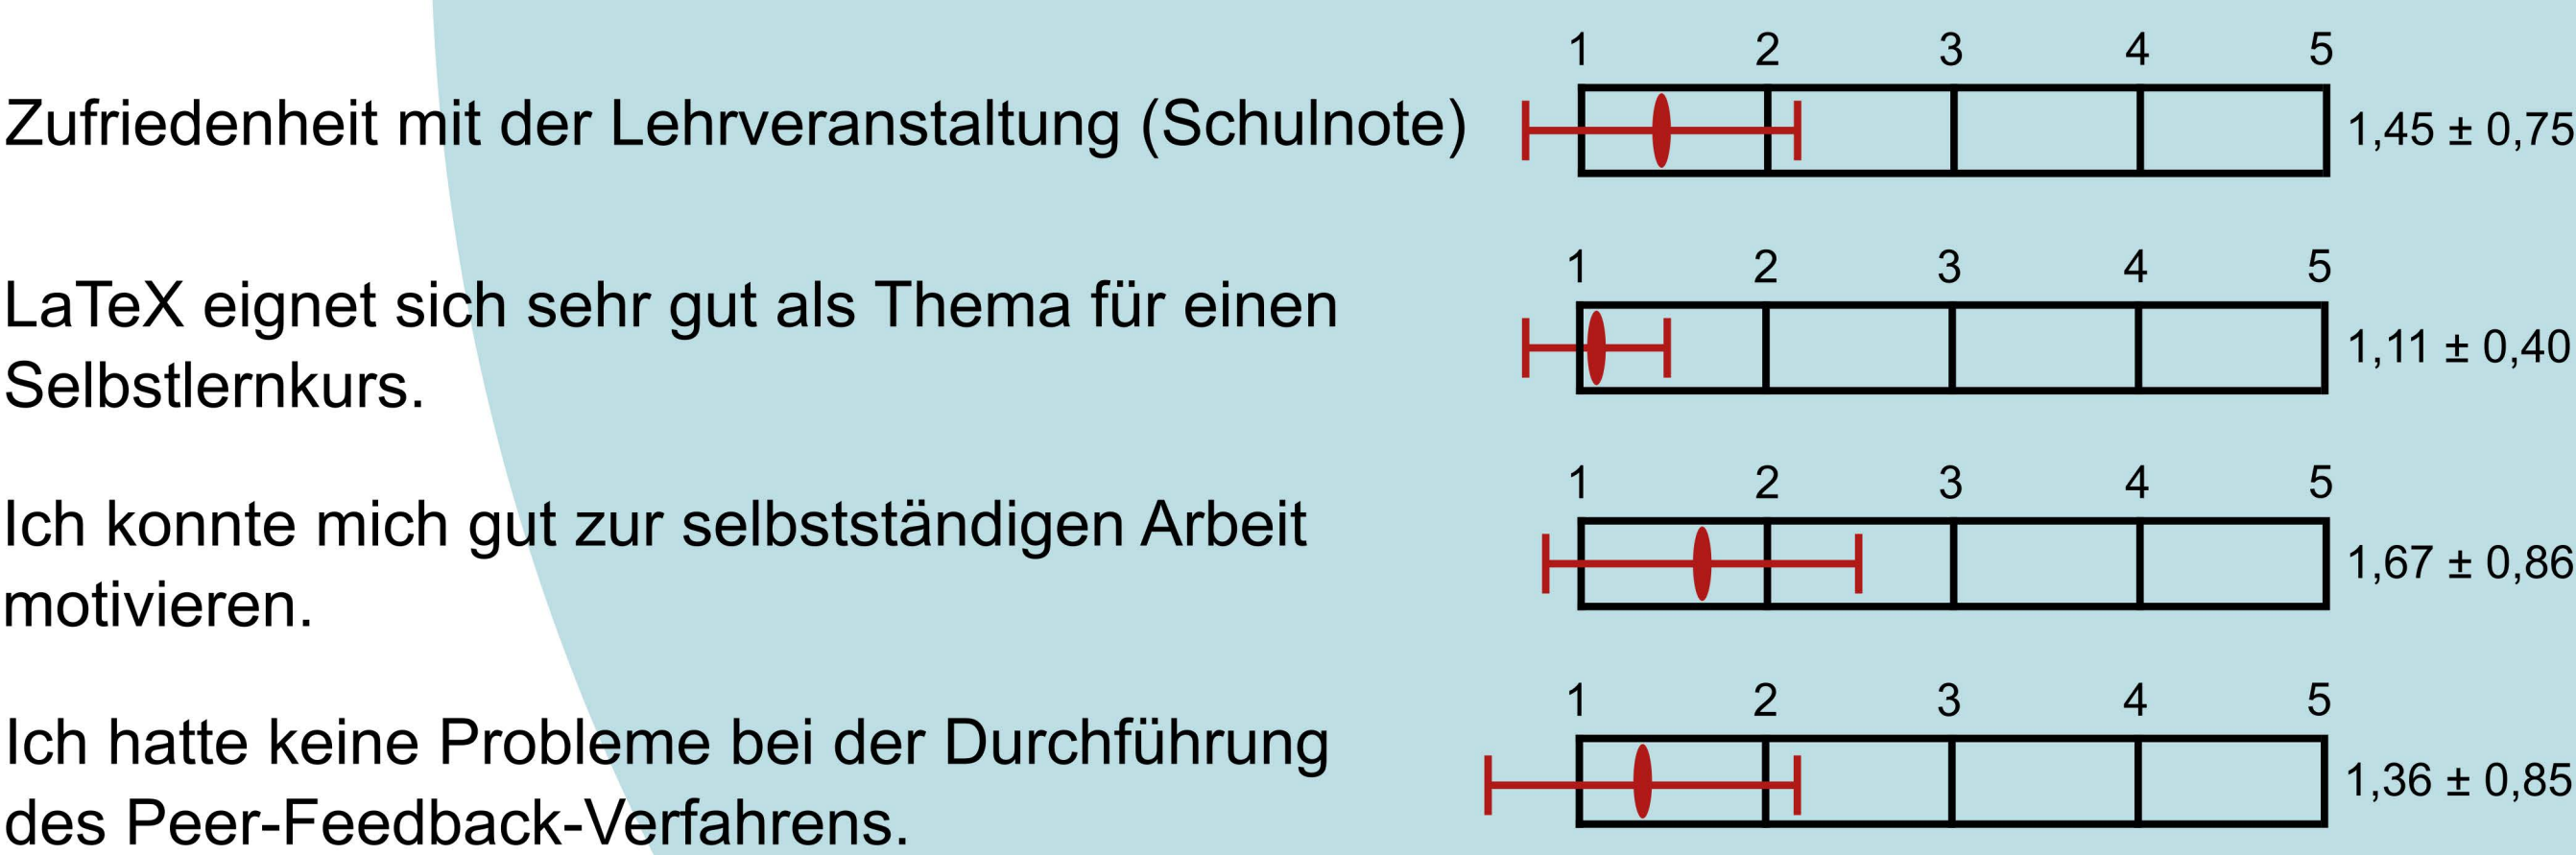 1 2 3 4 5
Zufriedenheit mit der Lehrveranstaltung (Schulnote) 1,45 ± 0,75
1 2 3 4 5
LaTeX eignet sich sehr gut als Thema für einen
Selbstlernkurs. 1,11 ± 0,40
1 2 3 4 5
Ich konnte mich gut zur selbstständigen Arbeit
motivieren. 1,67 ± 0,86
1 2 3 4 5
Ich hatte keine Probleme bei der Durchführung
des Peer-Feedback-Verfahrens. 1,36 ± 0,85